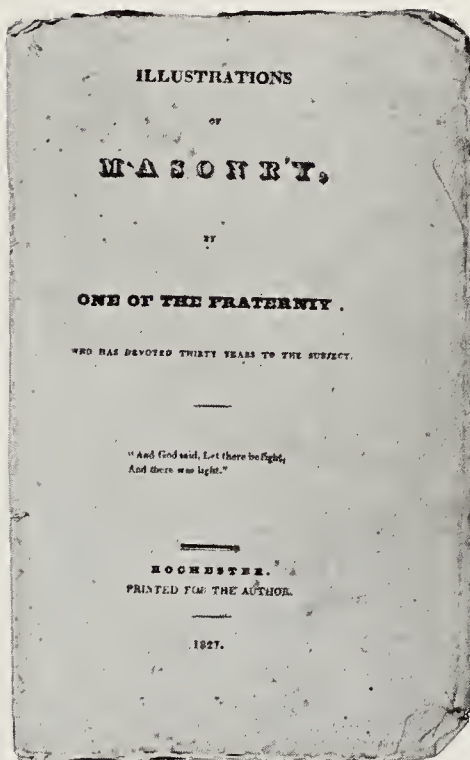 ILLUSTRATIONS
OF
MASONRY,
BY
ONE OF THE FRATERNITY.
WHO HAS DEVOTED THIRTY YEARS TO THE SUBJECT.
"And God said, Let there be light,
And there was light."
ROCHESTER.
PRINTED FOR THE AUTHOR.
1827.